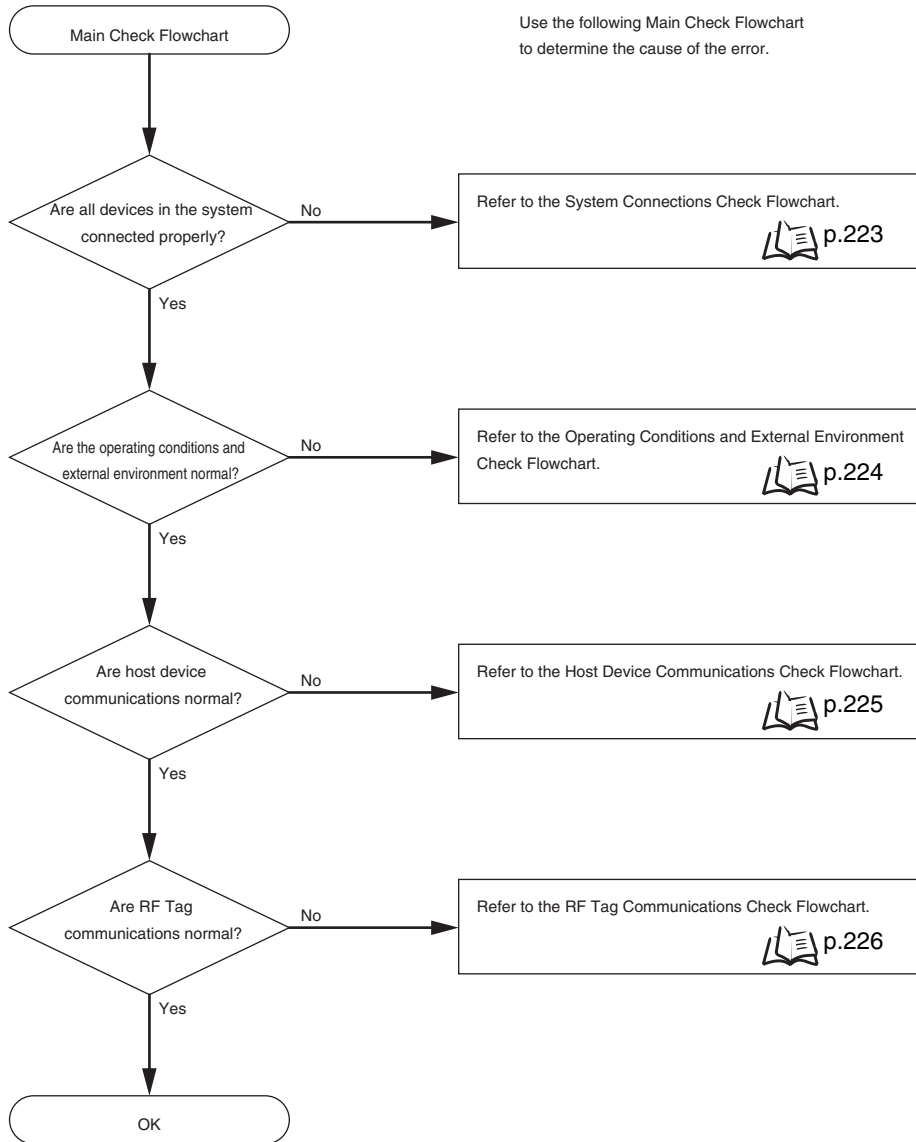 Main Check Flowchart
Use the following Main Check Flowchart
to determine the cause of the error.
Are all devices in the system
connected properly?
No
Refer to the System Connections Check Flowchart.
p.223
Yes
Are the operating conditions and
external environment normal?
No
Refer to the Operating Conditions and External Environment
Check Flowchart.
p.224
Yes
Are host device
communications normal?
No
Refer to the Host Device Communications Check Flowchart.
p.225
Yes
Are RF Tag
communications normal?
No
Refer to the RF Tag Communications Check Flowchart.
p.226
Yes
OK